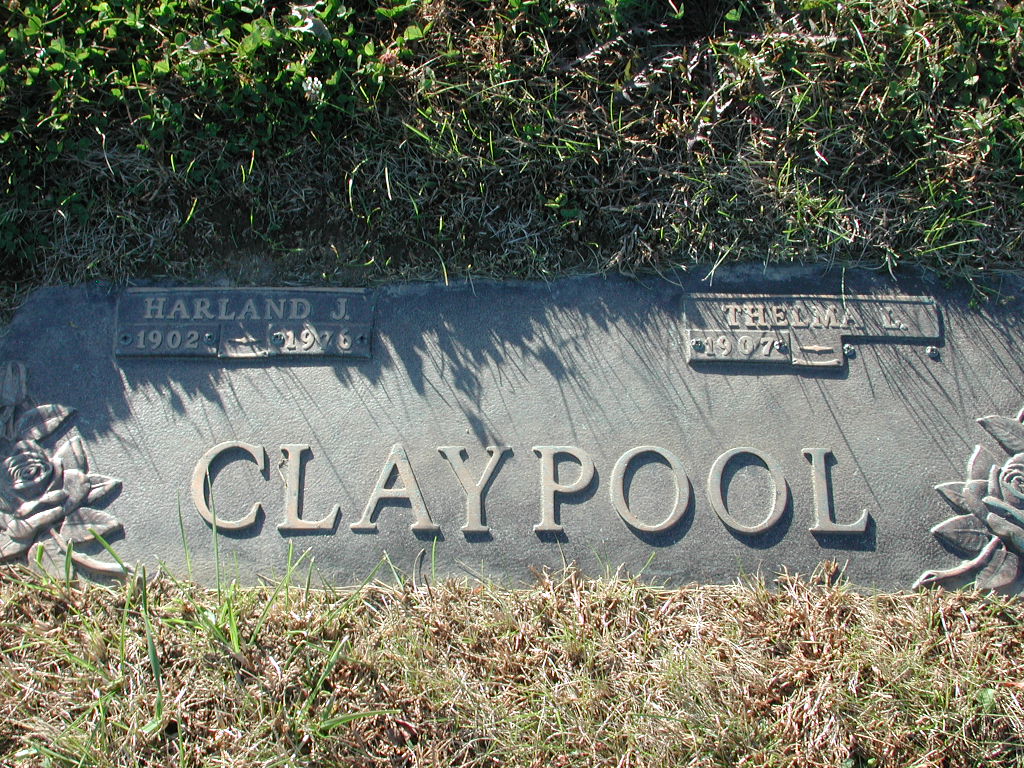 HARLAND J.
1902 – 1976
THELMA L.
1907 –
CLAYPOOL